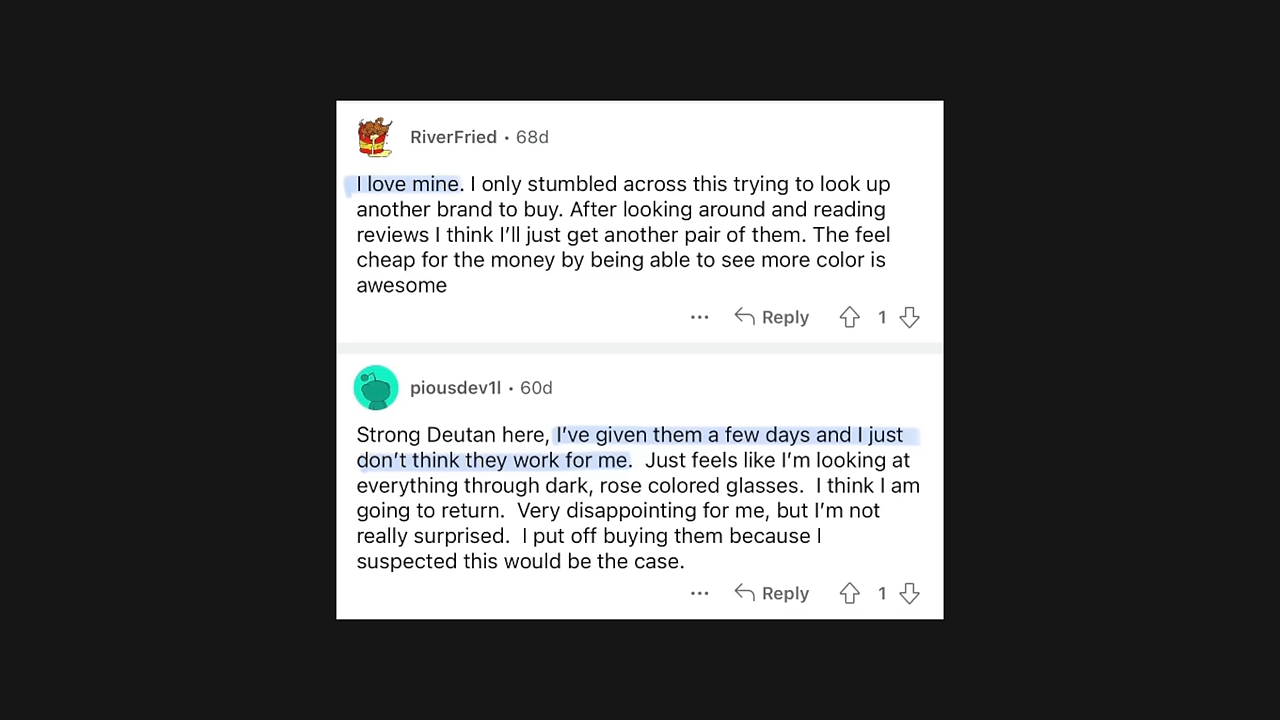 RiverFried • 68d
I love mine. I only stumbled across this trying to look up
another brand to buy. After looking around and reading
reviews I think I'll just get another pair of them. The feel
cheap for the money by being able to see more color is
awesome
... Reply 1
piousdev1l • 60d
Strong Deutan here, I've given them a few days and I just
don't think they work for me.  Just feels like I'm looking at
everything through dark, rose colored glasses.  I think I am
going to return.  Very disappointing for me, but I'm not
really surprised.  I put off buying them because I
suspected this would be the case.
... Reply 1